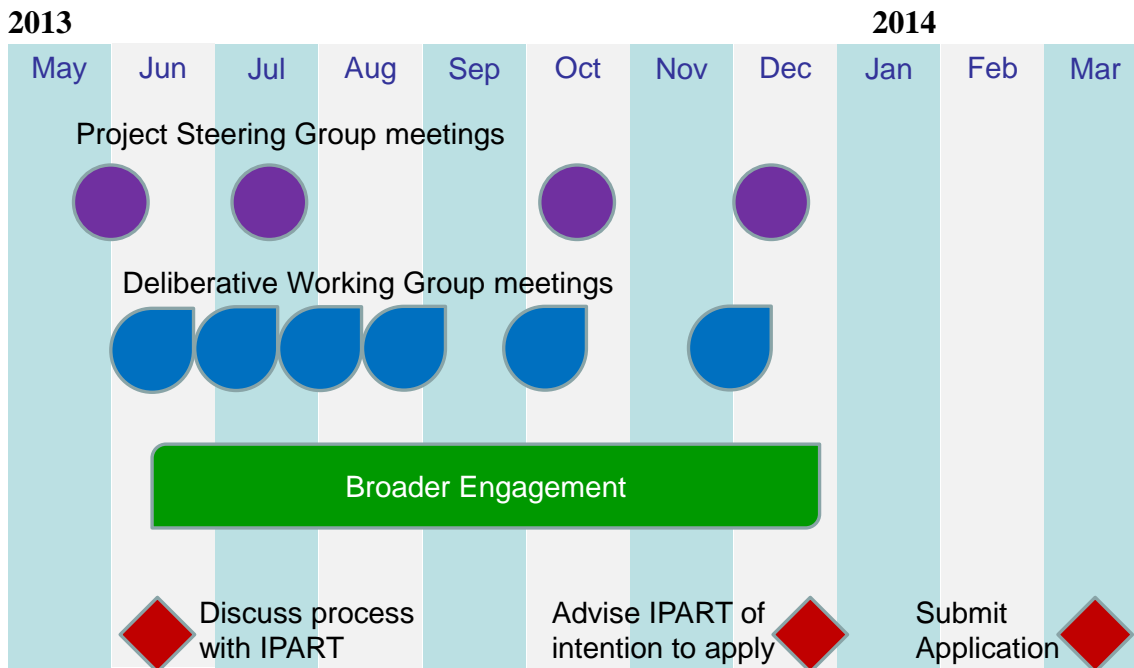 2013 2014
May Jun Jul Aug Sep Oct Nov Dec Jan Feb Mar
Project Steering Group meetings
Deliberative Working Group meetings
Broader Engagement
Discuss process
with IPART
Advise IPART of
intention to apply
Submit
Application